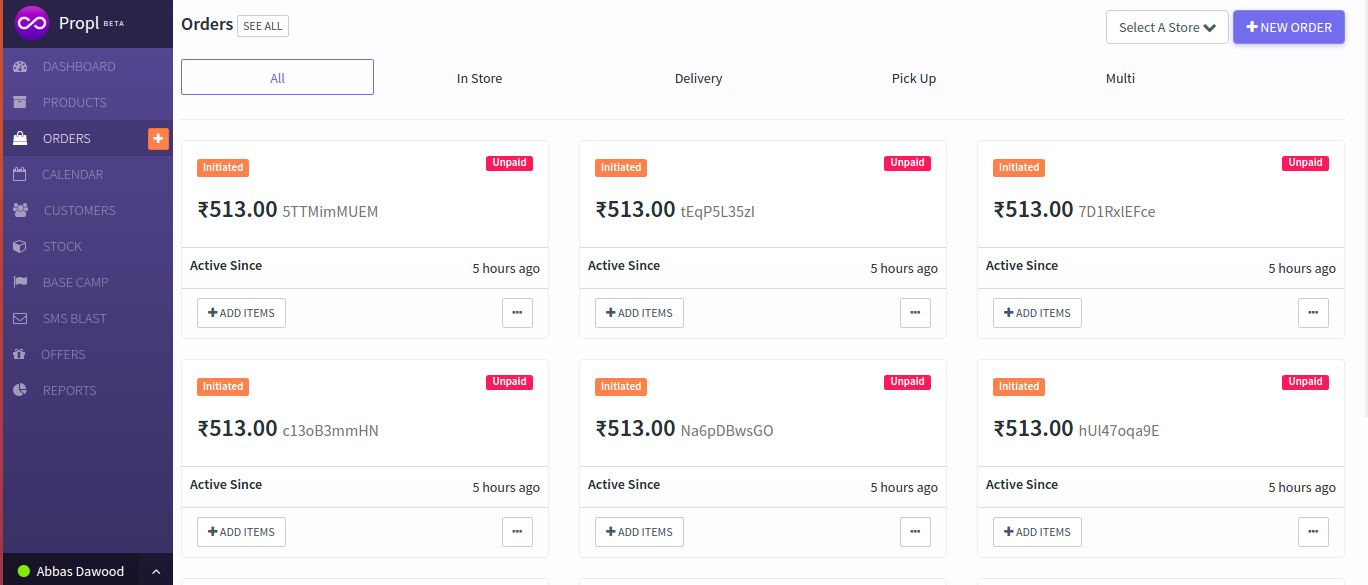 Propl BETA
DASHBOARD
PRODUCTS
ORDERS
CALENDAR
CUSTOMERS
STOCK
BASE CAMP
SMS BLAST
OFFERS
REPORTS
Abbas Dawood
Orders SEE ALL
Select A Store
NEW ORDER
All In Store Delivery Pick Up Multi
Initiated Unpaid
₹513.00 5TTMimMUEM
Active Since 5 hours ago
ADD ITEMS
Initiated Unpaid
₹513.00 tEqP5L35zI
Active Since 5 hours ago
ADD ITEMS
Initiated Unpaid
₹513.00 7D1RxlEFce
Active Since 5 hours ago
ADD ITEMS
Initiated Unpaid
₹513.00 c13oB3mmHN
Active Since 5 hours ago
ADD ITEMS
Initiated Unpaid
₹513.00 Na6pDBwsGO
Active Since 5 hours ago
ADD ITEMS
Initiated Unpaid
₹513.00 hUl47oqa9E
Active Since 5 hours ago
ADD ITEMS